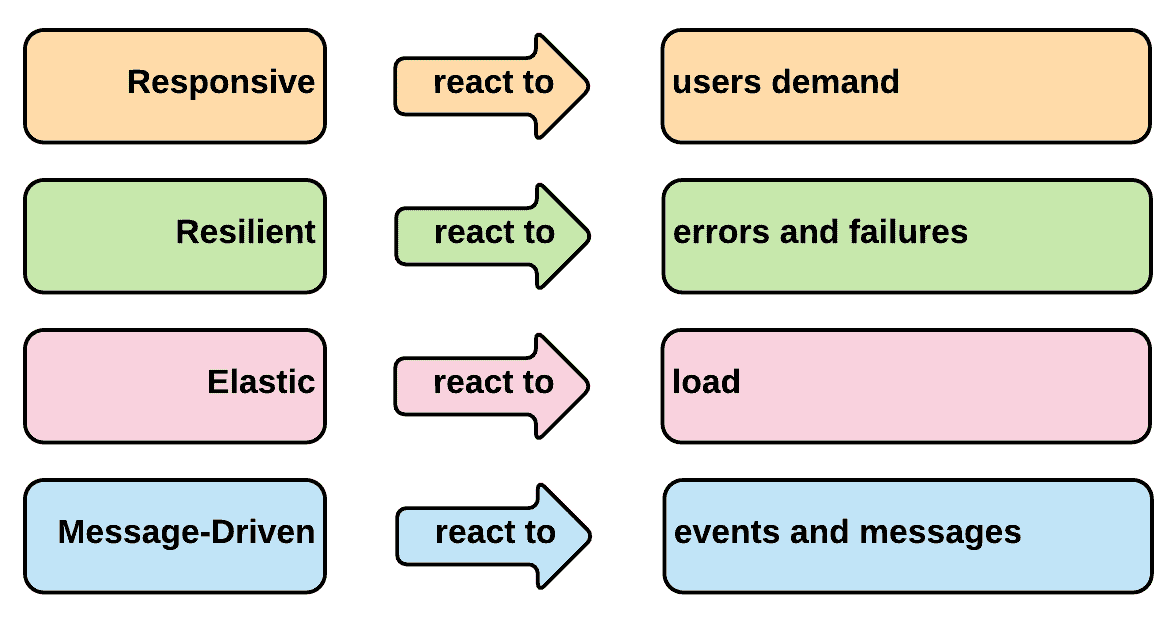 Responsive react to users demand
Resilient react to errors and failures
Elastic react to load
Message-Driven react to events and messages